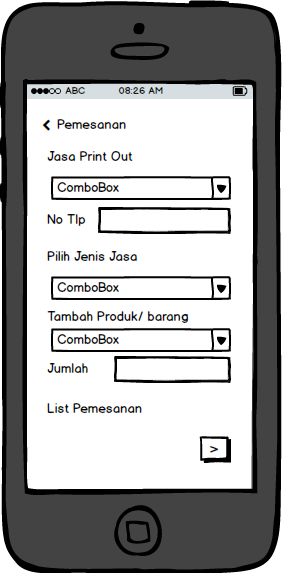 ABC 08:26 AM
< Pemesanan
Jasa Print Out
ComboBox
No Tlp
Pilih Jenis Jasa
ComboBox
Tambah Produk/ barang
ComboBox
Jumlah
List Pemesanan
>